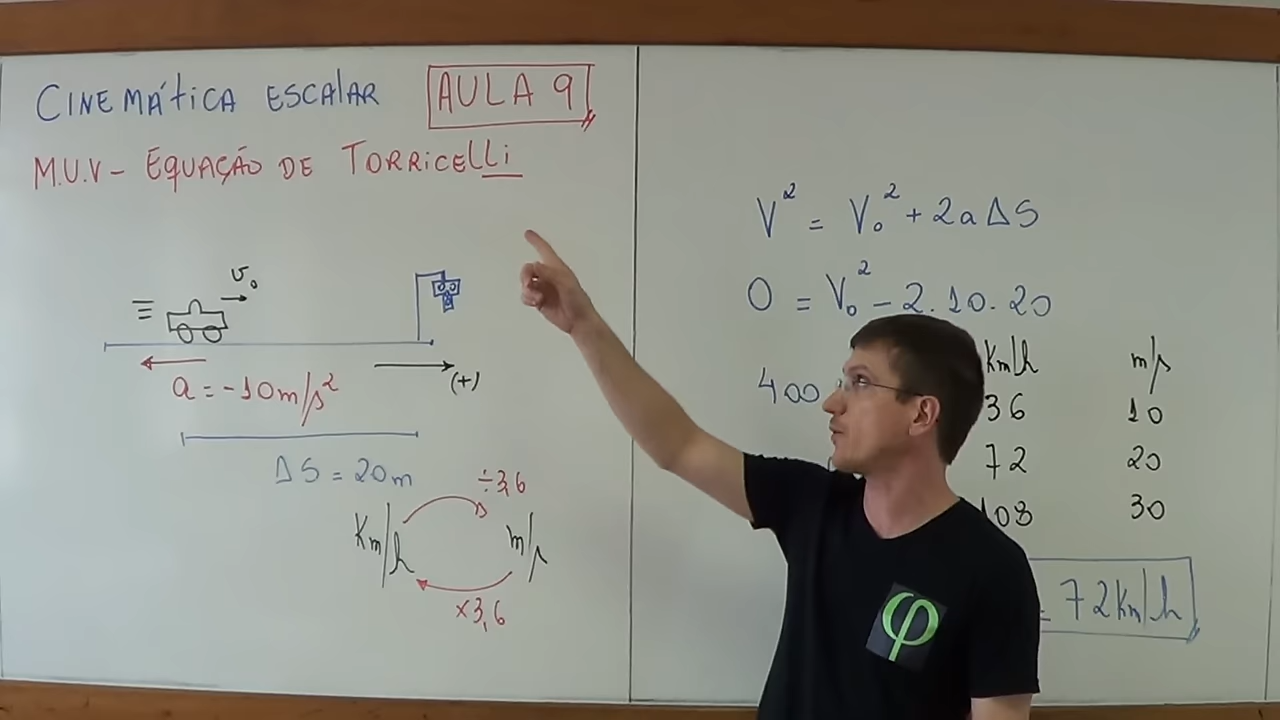 CINEMÁTICA ESCALAR AULA 9
M.U.V - EQUAÇÃO DE TORRICELLI
v₀
a = -10m/s²
(+)
ΔS = 20m
÷3,6
Km/h m/s
×3,6
V² = V₀² + 2aΔS
0 = V₀² - 2.10.20
400
Km/h m/s
36 10
72 20
108 30
= 72Km/h
φ